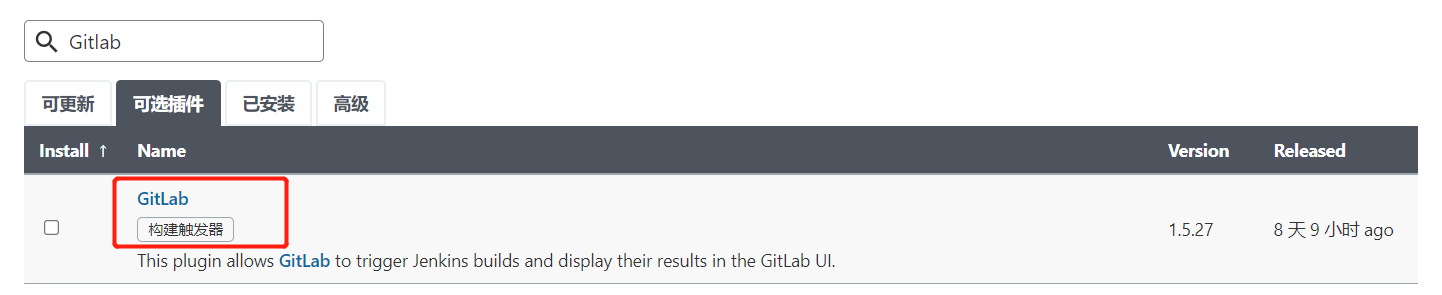 Gitlab
可更新 可选插件 已安装 高级
Install ↑ Name Version Released
GitLab
构建触发器
1.5.27 8 天 9 小时 ago
This plugin allows GitLab to trigger Jenkins builds and display their results in the GitLab UI.